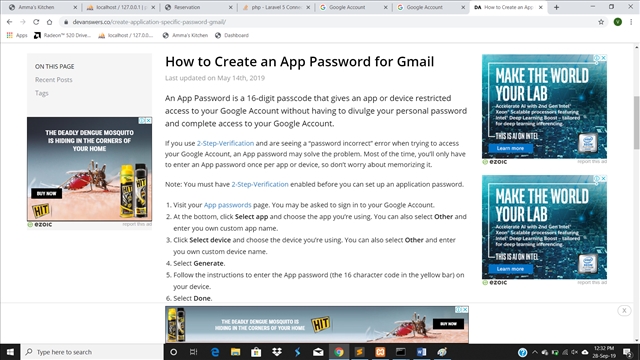 Amma's Kitchen
localhost / 127.0.0.1
Reservation
php - Laravel 5 Conne
Google Account
Google Account
DA How to Create an App
devanswers.co/create-application-specific-password-gmail/
Apps
Radeon™ 520 Drive...
localhost / 127.0.0.1 |
Amma's Kitchen
Dashboard
ON THIS PAGE
Recent Posts
Tags
How to Create an App Password for Gmail
Last updated on May 14th, 2019
An App Password is a 16-digit passcode that gives an app or device restricted
access to your Google Account without having to divulge your personal password
and complete access to your Google Account.
If you use 2-Step-Verification and are seeing a “password incorrect” error when trying to access
your Google Account, an App password may solve the problem. Most of the time, you’ll only have
to enter an App password once per app or device, so don’t worry about memorizing it.
Note: You must have 2-Step-Verification enabled before you can set up an application password.
1. Visit your App passwords page. You may be asked to sign in to your Google Account.
2. At the bottom, click Select app and choose the app you’re using. You can also select Other and
enter you own custom app name.
3. Click Select device and choose the device you’re using. You can also select Other and enter
you own custom device name.
4. Select Generate.
5. Follow the instructions to enter the App password (the 16 character code in the yellow bar) on
your device.
6. Select Done.
THE DEADLY DENGUE MOSQUITO
IS HIDING IN THE CORNERS OF
YOUR HOME
BUY NOW
HIT
ezoic
report this ad
MAKE THE WORLD
YOUR LAB
Accelerate AI with 2nd Gen Intel®
Xeon® Scalable processors featuring
Intel® Deep Learning Boost – tailored
for deep learning inferencing.
THIS IS AI ON INTEL
Learn more
ezoic
report this ad
MAKE THE WORLD
YOUR LAB
Accelerate AI with 2nd Gen Intel®
Xeon® Scalable processors featuring
Intel® Deep Learning Boost – tailored
for deep learning inferencing.
THIS IS AI ON INTEL
Learn more
ezoic
report this ad
THE DEADLY DENGUE MOSQUITO
IS HIDING IN THE CORNERS OF YOUR HOME
HIT
BUY NOW
X
Type here to search
12:32 PM
28-Sep-19